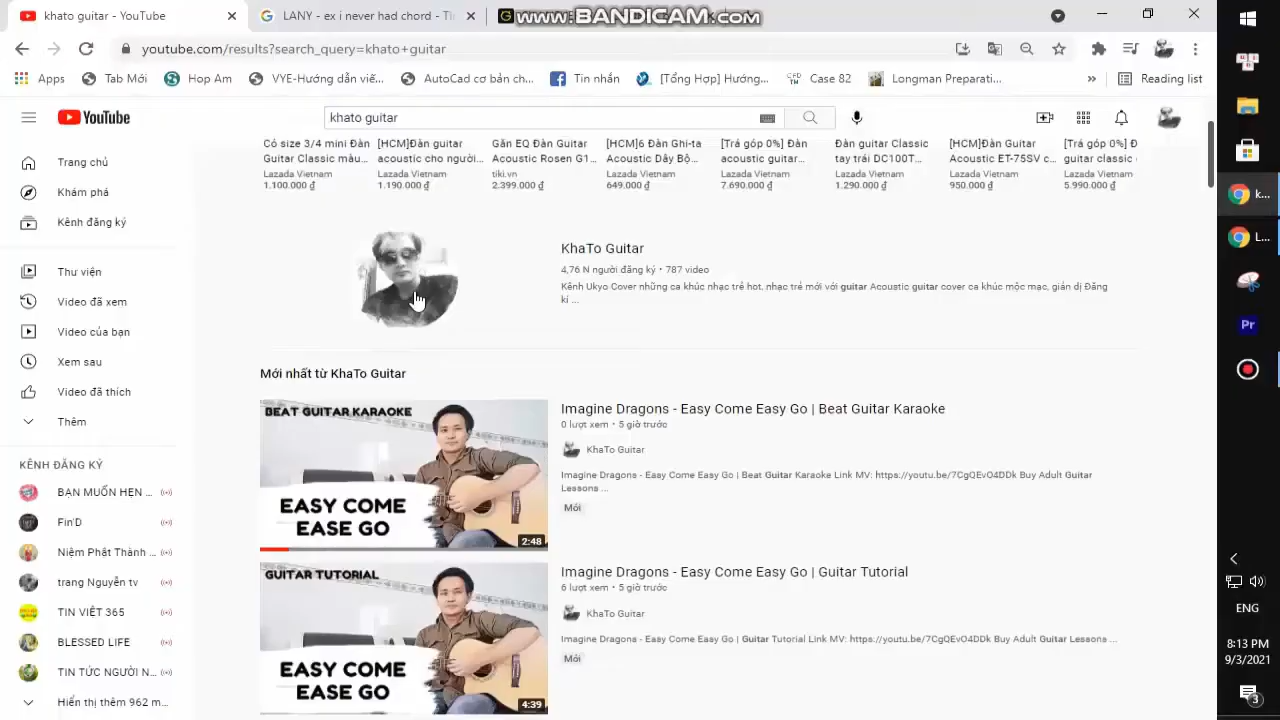 khato guitar - YouTube
LANY - ex i never had chord - Ti
www.BANDICAM.com
youtube.com/results?search_query=khato+guitar
Apps
Tab Mới
Hop Am
VYE-Hướng dẫn viế...
AutoCad cơ bản ch...
Tin nhắn
[Tổng Hợp] Hướng...
Case 82
Longman Preparati...
»
Reading list
YouTube
khato guitar
Trang chủ
Khám phá
Kênh đăng ký
Thư viện
Video đã xem
Video của bạn
Xem sau
Video đã thích
Thêm
KÊNH ĐĂNG KÝ
BẠN MUỐN HẸN ...
Fin'D
Niệm Phật Thành ...
trang Nguyễn tv
TIN VIỆT 365
BLESSED LIFE
TIN TỨC NGƯỜI N...
Hiển thị thêm 962 m...
Có size 3/4 mini Đàn
Guitar Classic màu...
Lazada Vietnam
1.100.000 ₫
[HCM]Đàn guitar
acoustic cho người...
Lazada Vietnam
1.190.000 ₫
Gắn EQ Đàn Guitar
Acoustic Rosen G1...
tiki.vn
2.399.000 ₫
[HCM]6 Đàn Ghi-ta
Acoustic Dây Bộ...
Lazada Vietnam
649.000 ₫
[Trả góp 0%] Đàn
acoustic guitar...
Lazada Vietnam
7.690.000 ₫
Đàn guitar Classic
tay trái DC100T...
Lazada Vietnam
1.290.000 ₫
[HCM]Đàn Guitar
Acoustic ET-75SV c...
Lazada Vietnam
950.000 ₫
[Trả góp 0%] Đàn
guitar classic
Lazada Vietnam
5.990.000 ₫
KhaTo Guitar
4,76 N người đăng ký • 787 video
Kênh Ukyo Cover những ca khúc nhạc trẻ hot, nhạc trẻ mới với guitar Acoustic guitar cover ca khúc mộc mạc, giản dị Đăng
kí ...
Mới nhất từ KhaTo Guitar
BEAT GUITAR KARAOKE
EASY COME
EASE GO
2:48
Imagine Dragons - Easy Come Easy Go | Beat Guitar Karaoke
0 lượt xem • 5 giờ trước
KhaTo Guitar
Imagine Dragons - Easy Come Easy Go | Beat Guitar Karaoke Link MV: https://youtu.be/7CgQEvO4DDk Buy Adult Guitar
Lessons ...
Mới
GUITAR TUTORIAL
EASY COME
EASE GO
4:39
Imagine Dragons - Easy Come Easy Go | Guitar Tutorial
6 lượt xem • 5 giờ trước
KhaTo Guitar
Imagine Dragons - Easy Come Easy Go | Guitar Tutorial Link MV: https://youtu.be/7CgQEvO4DDk Buy Adult Guitar Lessons ...
Mới
k...
L...
Pr
ENG
8:13 PM
9/3/2021
3